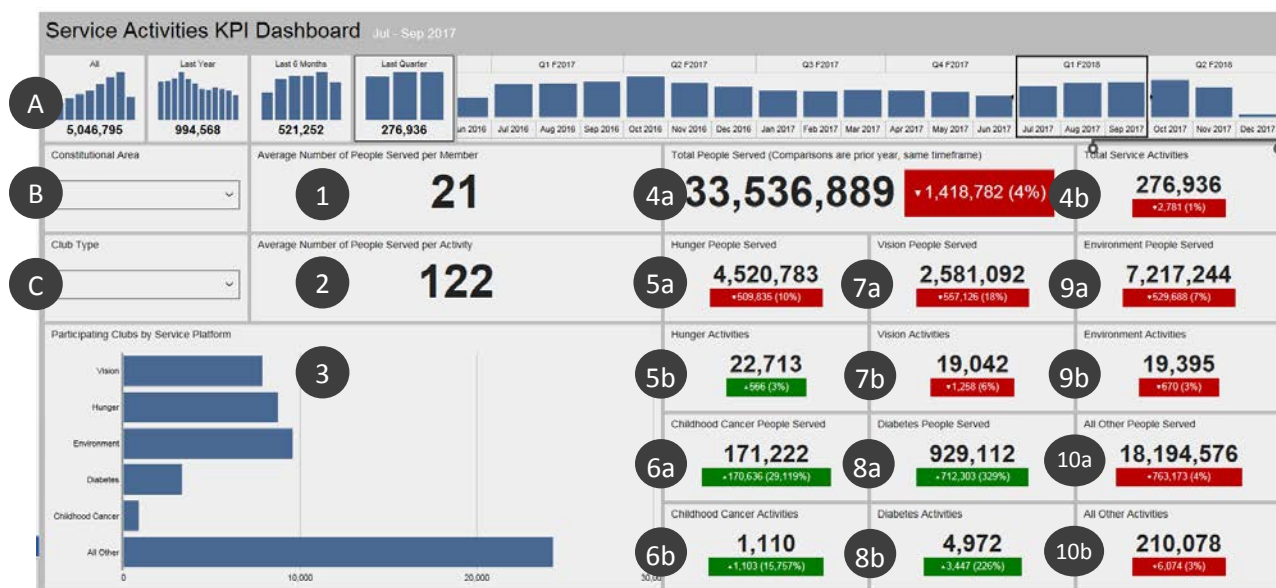 Service Activities KPI Dashboard Jul - Sep 2017
All
Last Year
Last 6 Months
Last Quarter
Q1 F2017
Q2 F2017
Q3 F2017
Q4 F2017
Q1 F2018
Q2 F2018
A
5,046,795
994,568
521,252
276,936
un 2016
Jul 2016
Aug 2016
Sep 2016
Oct 2016
Nov 2016
Dec 2016
Jan 2017
Feb 2017
Mar 2017
Apr 2017
May 2017
Jun 2017
Jul 2017
Aug 2017
Sep 2017
Oct 2017
Nov 2017
Dec 2017
Constitutional Area
B
Average Number of People Served per Member
1
21
Total People Served (Comparisons are prior year, same timeframe)
4a
33,536,889
▼1,418,782 (4%)
Total Service Activities
4b
276,936
▼2,781 (1%)
Club Type
C
Average Number of People Served per Activity
2
122
Hunger People Served
5a
4,520,783
▼509,835 (10%)
Vision People Served
7a
2,581,092
▼557,126 (18%)
Environment People Served
9a
7,217,244
▼529,688 (7%)
Participating Clubs by Service Platform
3
Vision
Hunger
Environment
Diabetes
Childhood Cancer
All Other
0
10,000
20,000
30,00
Hunger Activities
5b
22,713
▲566 (3%)
Vision Activities
7b
19,042
▼1,258 (6%)
Environment Activities
9b
19,395
▼670 (3%)
Childhood Cancer People Served
6a
171,222
▲170,636 (29,119%)
Diabetes People Served
8a
929,112
▲712,303 (329%)
All Other People Served
10a
18,194,576
▼763,173 (4%)
Childhood Cancer Activities
6b
1,110
▲1,103 (15,757%)
Diabetes Activities
8b
4,972
▲3,447 (226%)
All Other Activities
10b
210,078
▼6,074 (3%)